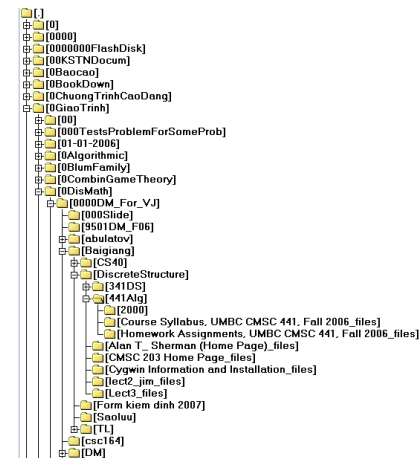 [.]
[0]
[0000]
[0000000FlashDisk]
[00KSTNDocum]
[0Baocao]
[0BookDown]
[0ChuongTrinhCaoDang]
[0GiaoTrinh]
[00]
[000TestsProblemForSomeProb]
[01-01-2006]
[0Algorithmic]
[0BlumFamily]
[0CombinGameTheory]
[0DisMath]
[0000DM_For_VJ]
[000Slide]
[9501DM_F06]
[abulatov]
[Baigiang]
[CS40]
[DiscreteStructure]
[341DS]
[441Alg]
[2000]
[Course Syllabus, UMBC CMSC 441, Fall 2006_files]
[Homework Assignments, UMBC CMSC 441, Fall 2006_files]
[Alan T_ Sherman (Home Page)_files]
[CMSC 203 Home Page_files]
[Cygwin Information and Installation_files]
[lect2_jim_files]
[Lect3_files]
[Form kiem dinh 2007]
[Saoluu]
[TL]
[csc164]
[DM]